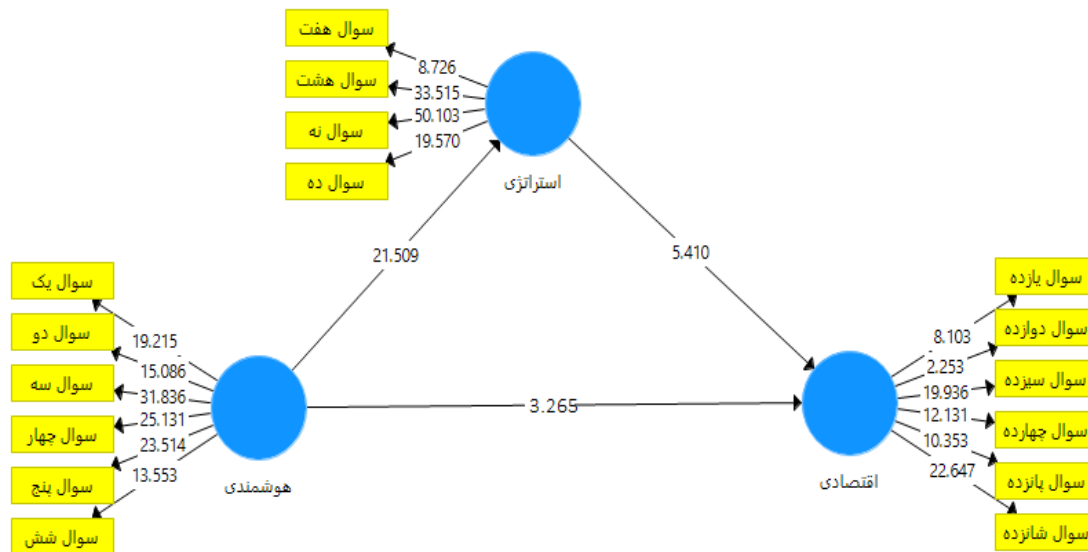 سوال هفت
سوال هشت
سوال نه
سوال ده
8.726
33.515
50.103
19.570
استراتژی
21.509
5.410
سوال یک
سوال دو
سوال سه
سوال چهار
سوال پنج
سوال شش
19.215
15.086
31.836
25.131
23.514
13.553
هوشمندی
3.265
اقتصادی
8.103
2.253
19.936
12.131
10.353
22.647
سوال یازده
سوال دوازده
سوال سیزده
سوال چهارده
سوال پانزده
سوال شانزده